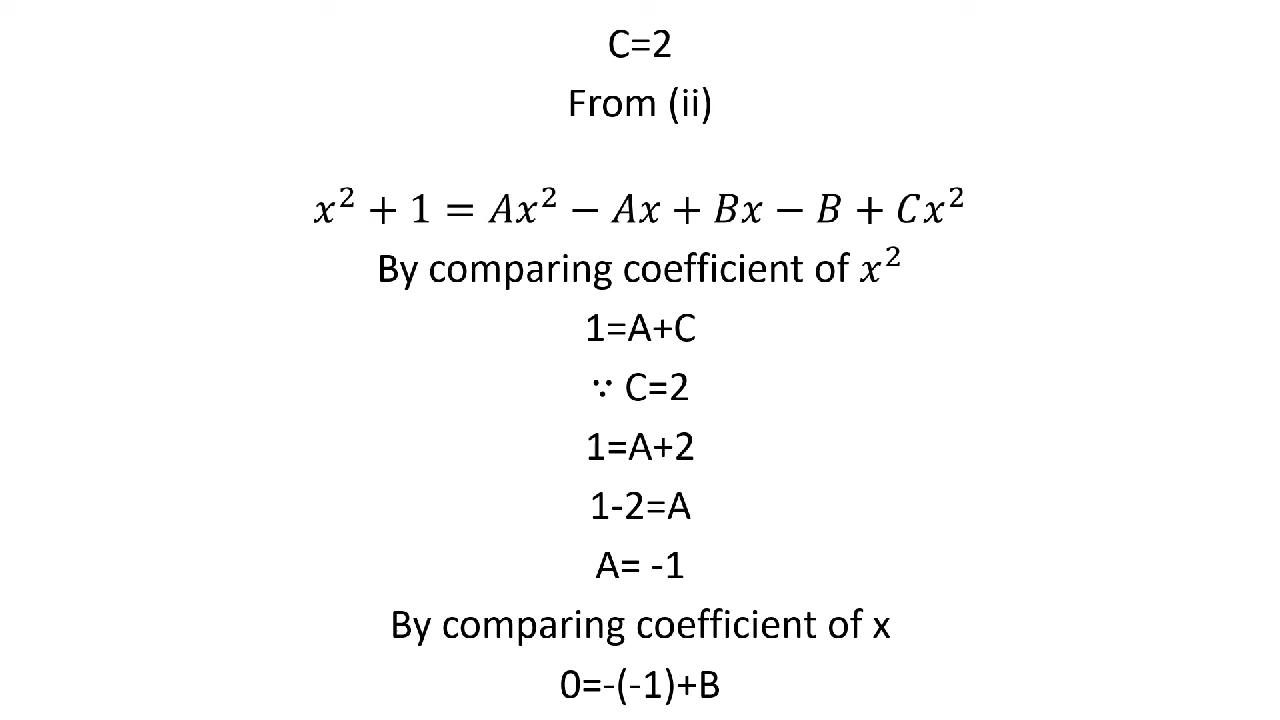 C=2
From (ii)
x² + 1 = Ax² − Ax + Bx − B + Cx²
By comparing coefficient of x²
1=A+C
∵ C=2
1=A+2
1-2=A
A= -1
By comparing coefficient of x
0=-(-1)+B